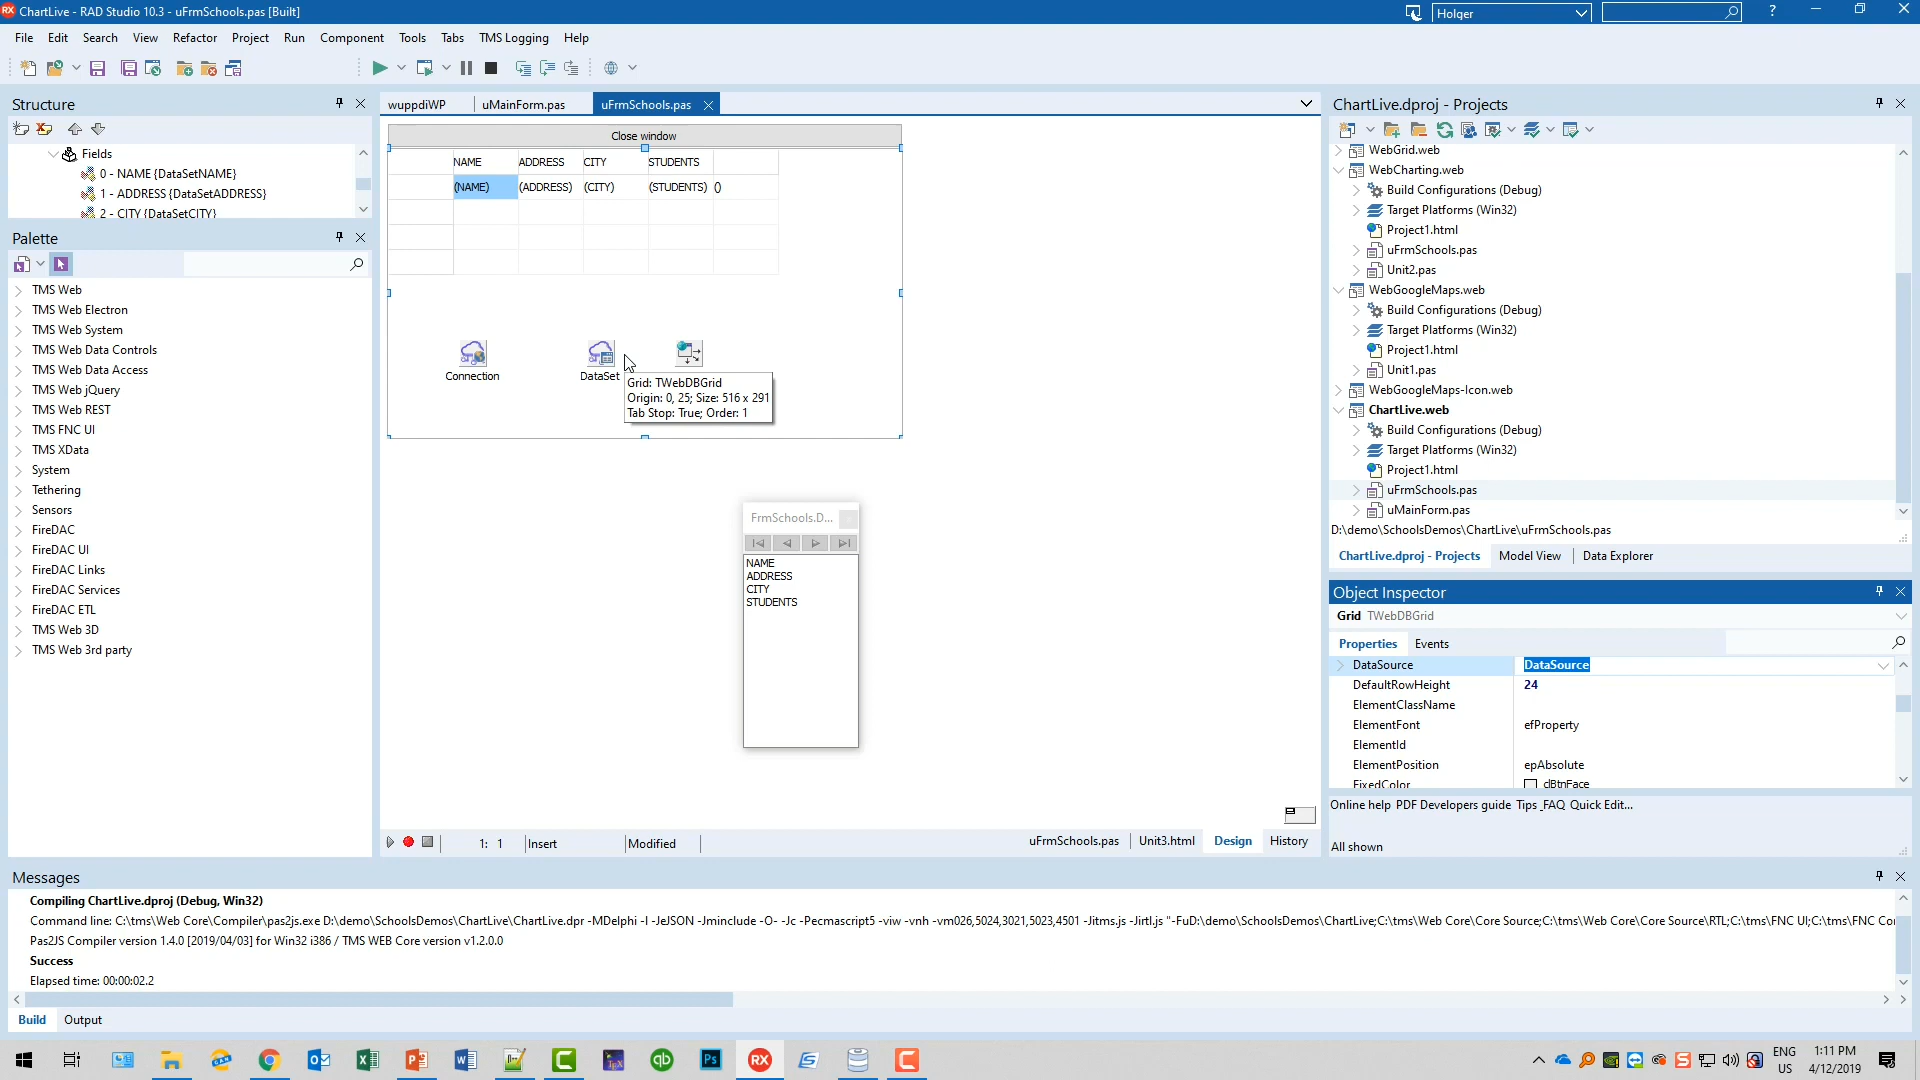 ChartLive - RAD Studio 10.3 - uFrmSchools.pas [Built]
Holger
?
File Edit Search View Refactor Project Run Component Tools Tabs TMS Logging Help
Structure
Fields
0 - NAME {DataSetNAME}
1 - ADDRESS {DataSetADDRESS}
2 - CITY {DataSetCITY}
Palette
TMS Web
TMS Web Electron
TMS Web System
TMS Web Data Controls
TMS Web Data Access
TMS Web jQuery
TMS Web REST
TMS FNC UI
TMS XData
System
Tethering
Sensors
FireDAC
FireDAC UI
FireDAC Links
FireDAC Services
FireDAC ETL
TMS Web 3D
TMS Web 3rd party
wuppdiWP uMainForm.pas uFrmSchools.pas
Close window
NAME ADDRESS CITY STUDENTS
(NAME) (ADDRESS) (CITY) (STUDENTS) ()
Connection DataSet
Grid: TWebDBGrid
Origin: 0, 25; Size: 516 x 291
Tab Stop: True; Order: 1
FrmSchools.D...
NAME
ADDRESS
CITY
STUDENTS
1: 1 Insert Modified
uFrmSchools.pas Unit3.html Design History
ChartLive.dproj - Projects
WebGrid.web
WebCharting.web
Build Configurations (Debug)
Target Platforms (Win32)
Project1.html
uFrmSchools.pas
Unit2.pas
WebGoogleMaps.web
Build Configurations (Debug)
Target Platforms (Win32)
Project1.html
Unit1.pas
WebGoogleMaps-Icon.web
ChartLive.web
Build Configurations (Debug)
Target Platforms (Win32)
Project1.html
uFrmSchools.pas
uMainForm.pas
D:\demo\SchoolsDemos\ChartLive\uFrmSchools.pas
ChartLive.dproj - Projects Model View Data Explorer
Object Inspector
Grid TWebDBGrid
Properties Events
DataSource DataSource
DefaultRowHeight 24
ElementClassName
ElementFont efProperty
ElementId
ElementPosition epAbsolute
FixedColor clBtnFace
Online help PDF Developers guide Tips_FAQ Quick Edit...
All shown
Messages
Compiling ChartLive.dproj (Debug, Win32)
Command line: C:\tms\Web Core\Compiler\pas2js.exe D:\demo\SchoolsDemos\ChartLive\ChartLive.dpr -MDelphi -l -JeJSON -Jminclude -O- -Jc -Pecmascript5 -viw -vnh -vm026,5024,3021,5023,4501 -Jitms.js -Jirtl.js "-FuD:\demo\SchoolsDemos\ChartLive;C:\tms\Web Core\Core Source;C:\tms\Web Core\Core Source\RTL;C:\tms\FNC UI;C:\tms\FNC Co
Pas2JS Compiler version 1.4.0 [2019/04/03] for Win32 i386 / TMS WEB Core version v1.2.0.0
Success
Elapsed time: 00:00:02.2
Build Output
ENG
US
1:11 PM
4/12/2019